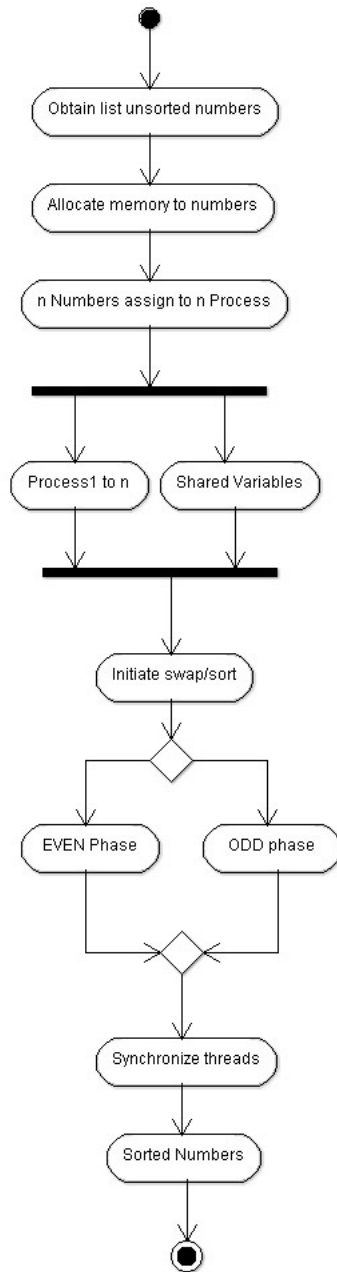 Obtain list unsorted numbers
Allocate memory to numbers
n Numbers assign to n Process
Process1 to n
Shared Variables
Initiate swap/sort
EVEN Phase
ODD phase
Synchronize threads
Sorted Numbers